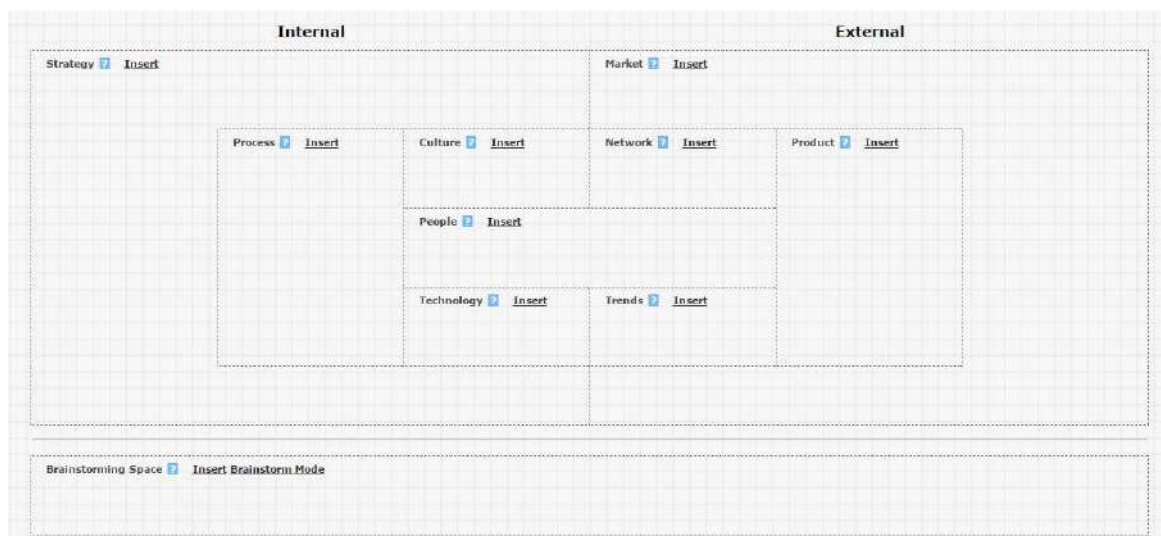 Internal External
Strategy ? Insert Market ? Insert
Process ? Insert Culture ? Insert Network ? Insert Product ? Insert
People ? Insert
Technology ? Insert Trends ? Insert
Brainstorming Space ? Insert Brainstorm Mode